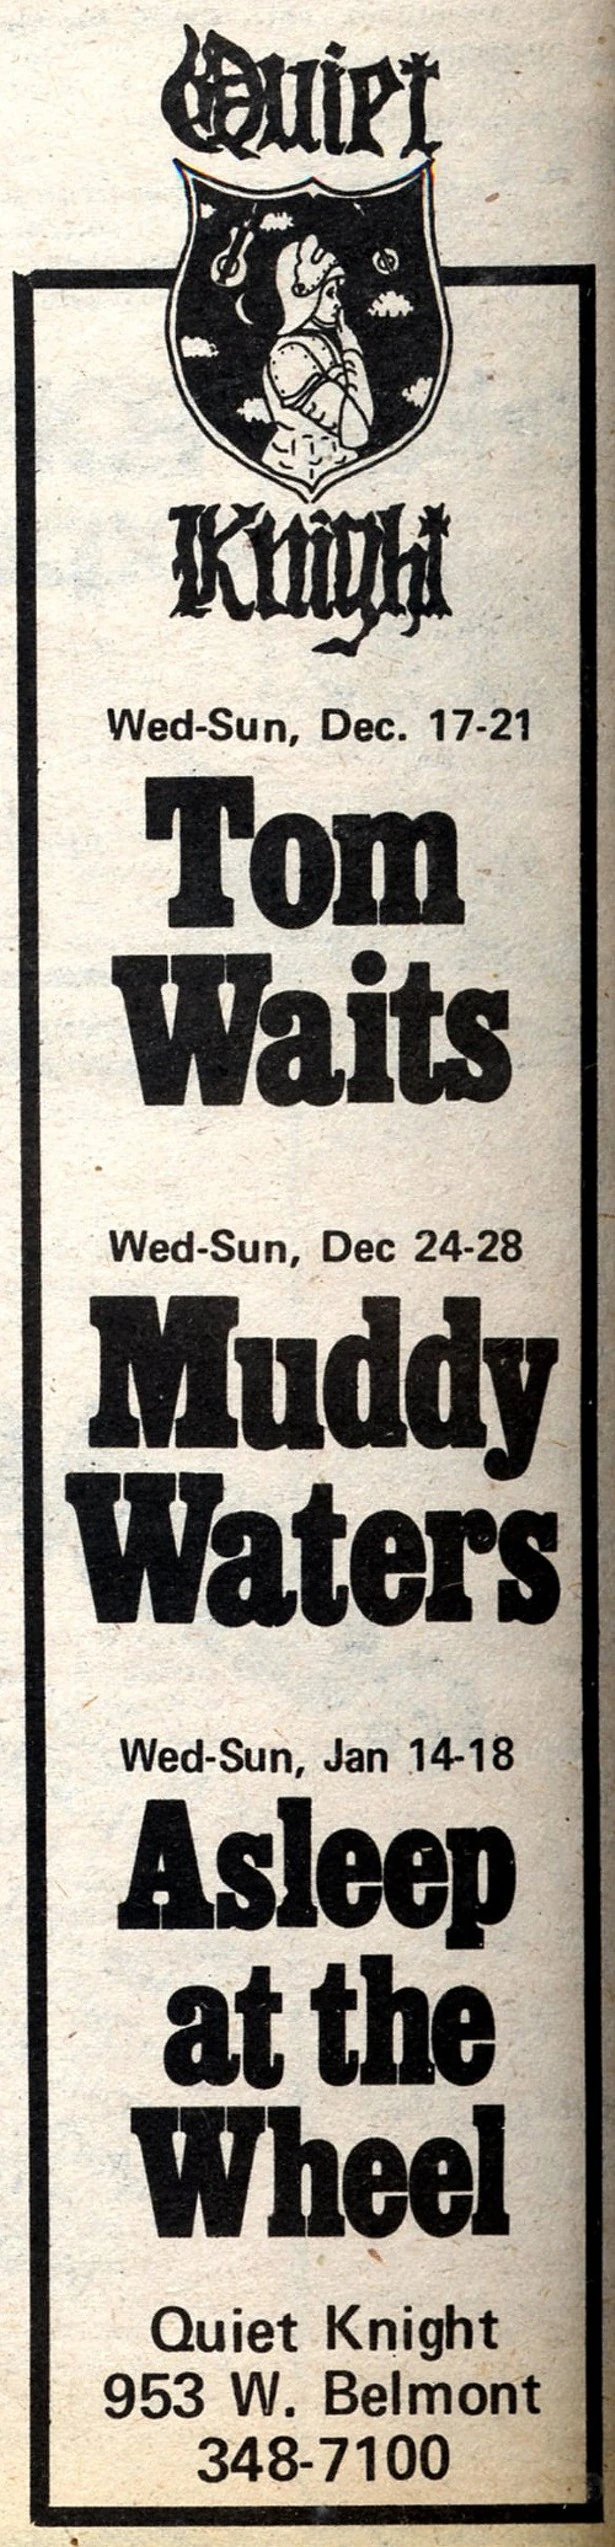 Quiet
Knight
Wed-Sun, Dec. 17-21
Tom
Waits
Wed-Sun, Dec 24-28
Muddy
Waters
Wed-Sun, Jan 14-18
Asleep
at the
Wheel
Quiet Knight
953 W. Belmont
348-7100